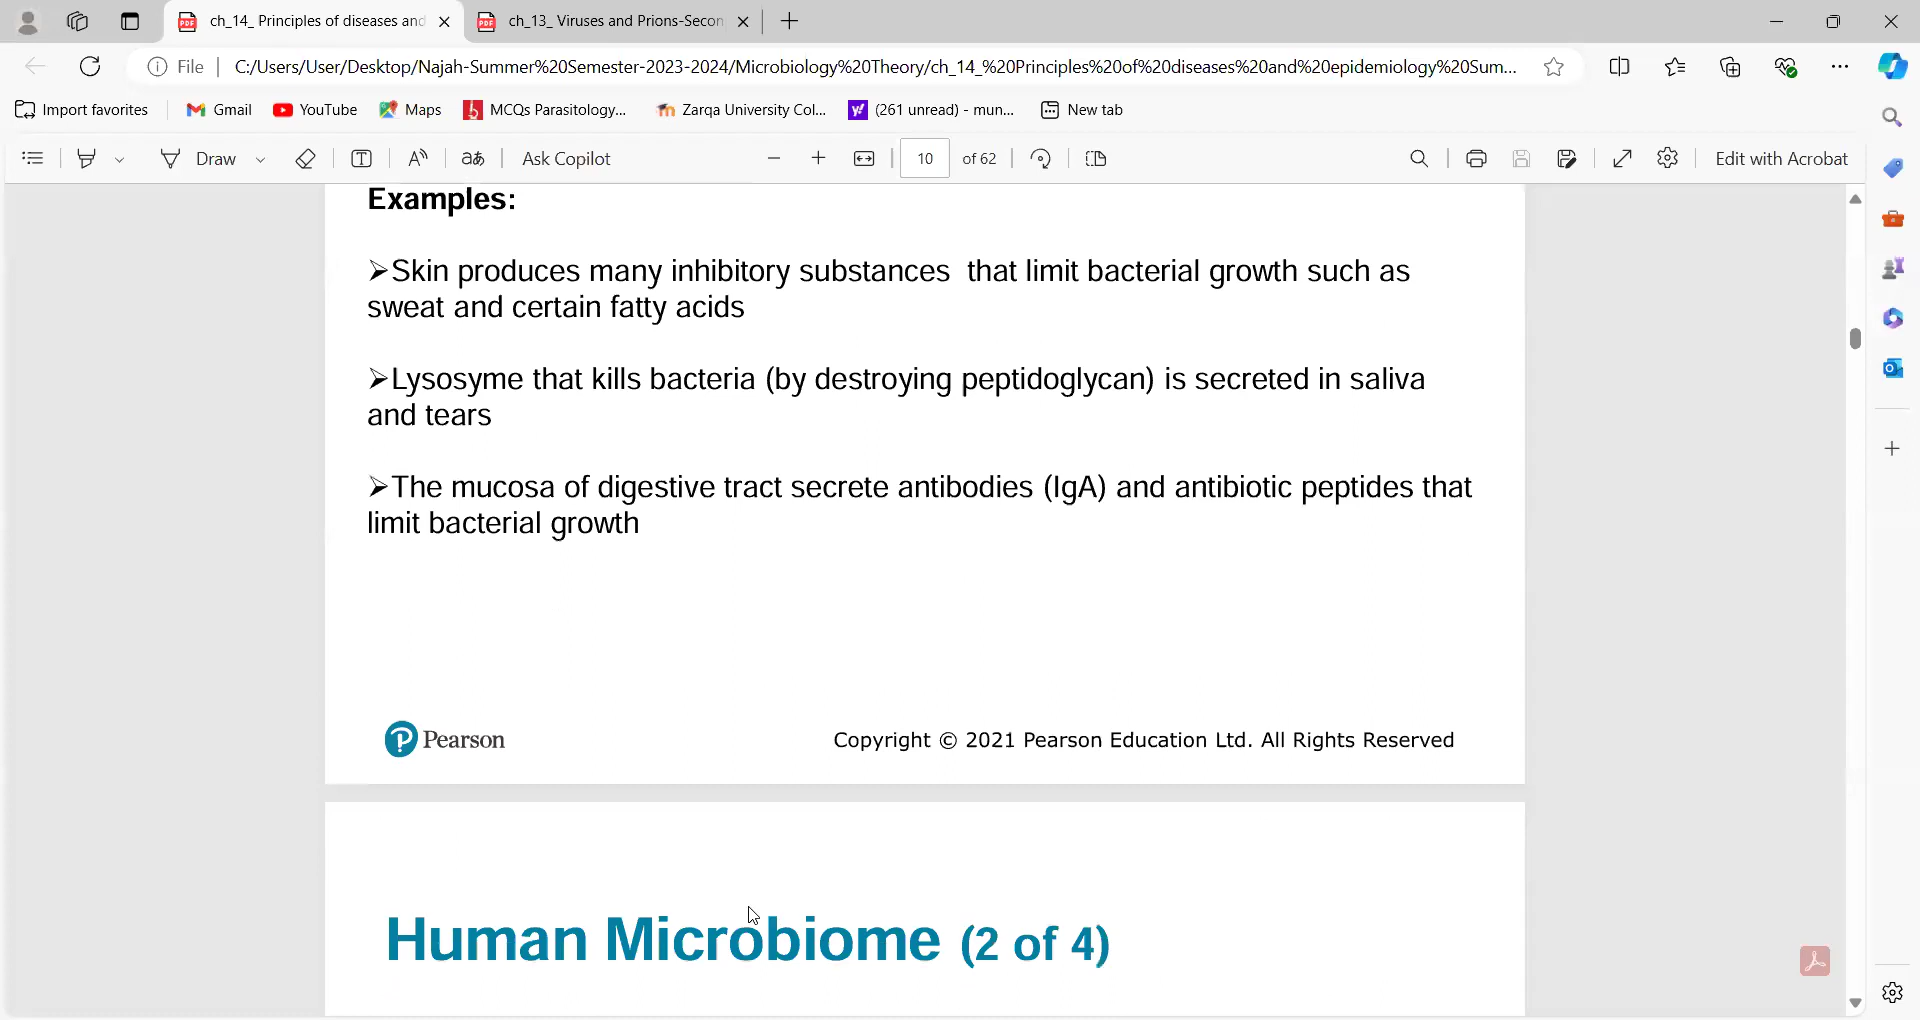 ch_14_ Principles of diseases and
ch_13_ Viruses and Prions-Secon
File
C:/Users/User/Desktop/Najah-Summer%20Semester-2023-2024/Microbiology%20Theory/ch_14_%20Principles%20of%20diseases%20and%20epidemiology%20Sum...
Import favorites
Gmail
YouTube
Maps
MCQs Parasitology...
Zarqa University Col...
(261 unread) - mun...
New tab
Draw
Ask Copilot
10 of 62
Edit with Acrobat
Examples:
➢Skin produces many inhibitory substances  that limit bacterial growth such as
sweat and certain fatty acids
➢Lysosyme that kills bacteria (by destroying peptidoglycan) is secreted in saliva
and tears
➢The mucosa of digestive tract secrete antibodies (IgA) and antibiotic peptides that
limit bacterial growth
Pearson
Copyright © 2021 Pearson Education Ltd. All Rights Reserved
Human Microbiome (2 of 4)